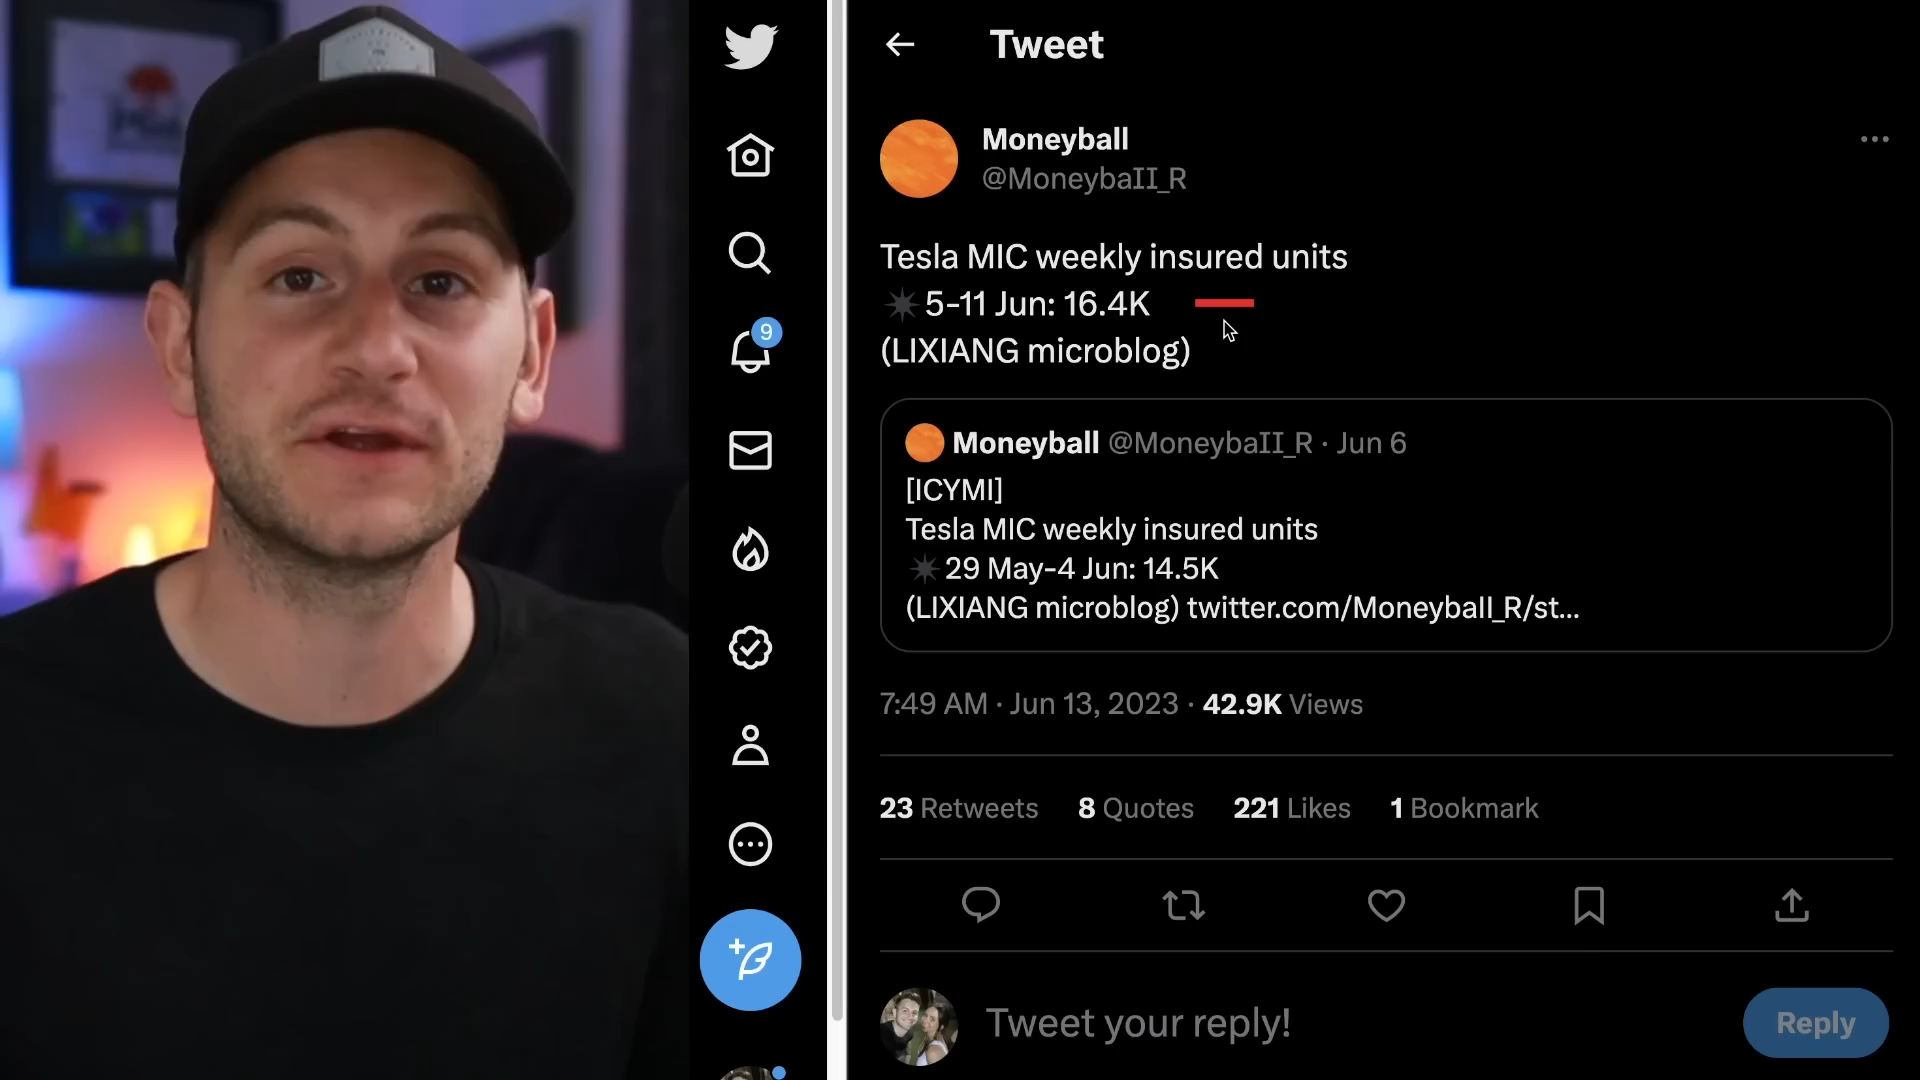 Tweet
Moneyball
@MoneybaII_R
Tesla MIC weekly insured units
5-11 Jun: 16.4K
(LIXIANG microblog)
Moneyball @MoneybaII_R · Jun 6
[ICYMI]
Tesla MIC weekly insured units
29 May-4 Jun: 14.5K
(LIXIANG microblog) twitter.com/MoneybaII_R/st...
7:49 AM · Jun 13, 2023 · 42.9K Views
23 Retweets 8 Quotes 221 Likes 1 Bookmark
Tweet your reply!
Reply
9